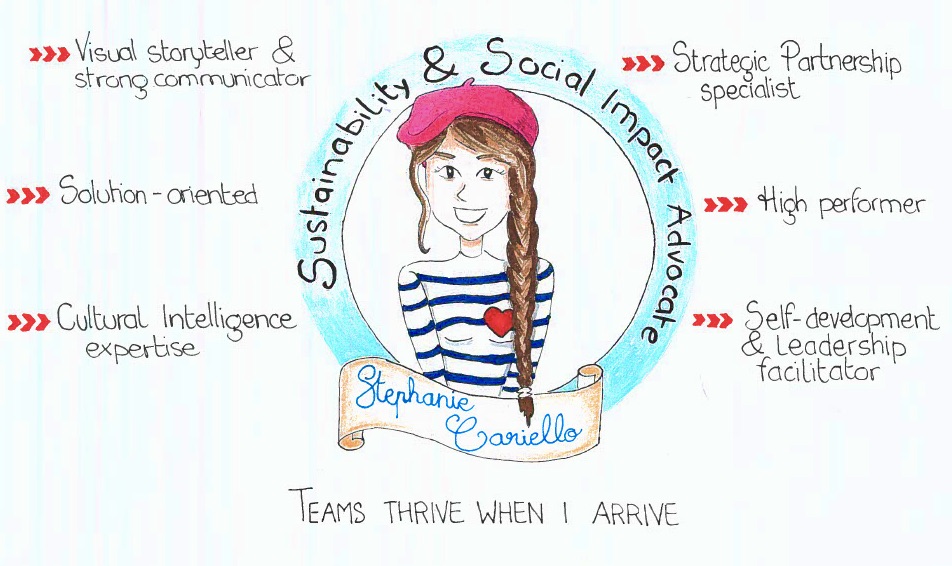 Visual storyteller &
strong communicator
Solution-oriented
Cultural Intelligence
expertise
Sustainability & Social Impact Advocate
Stephanie
Cariello
Strategic Partnership
specialist
High performer
Self-development
& Leadership
facilitator
TEAMS THRIVE WHEN I ARRIVE